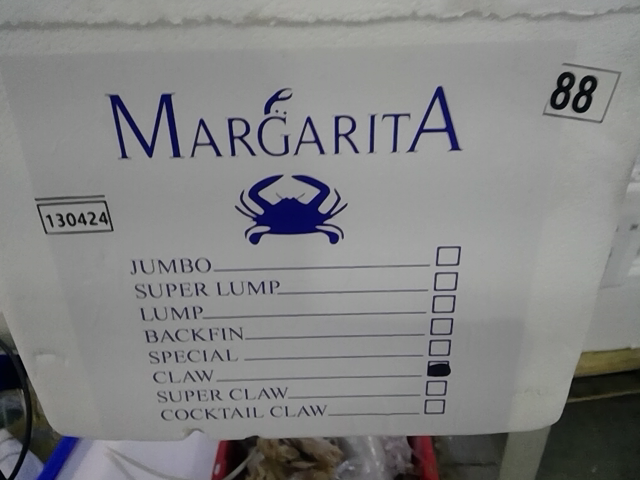 MARGARITA
88
130424
JUMBO
SUPER LUMP
LUMP
BACKFIN
SPECIAL
CLAW
SUPER CLAW
COCKTAIL CLAW